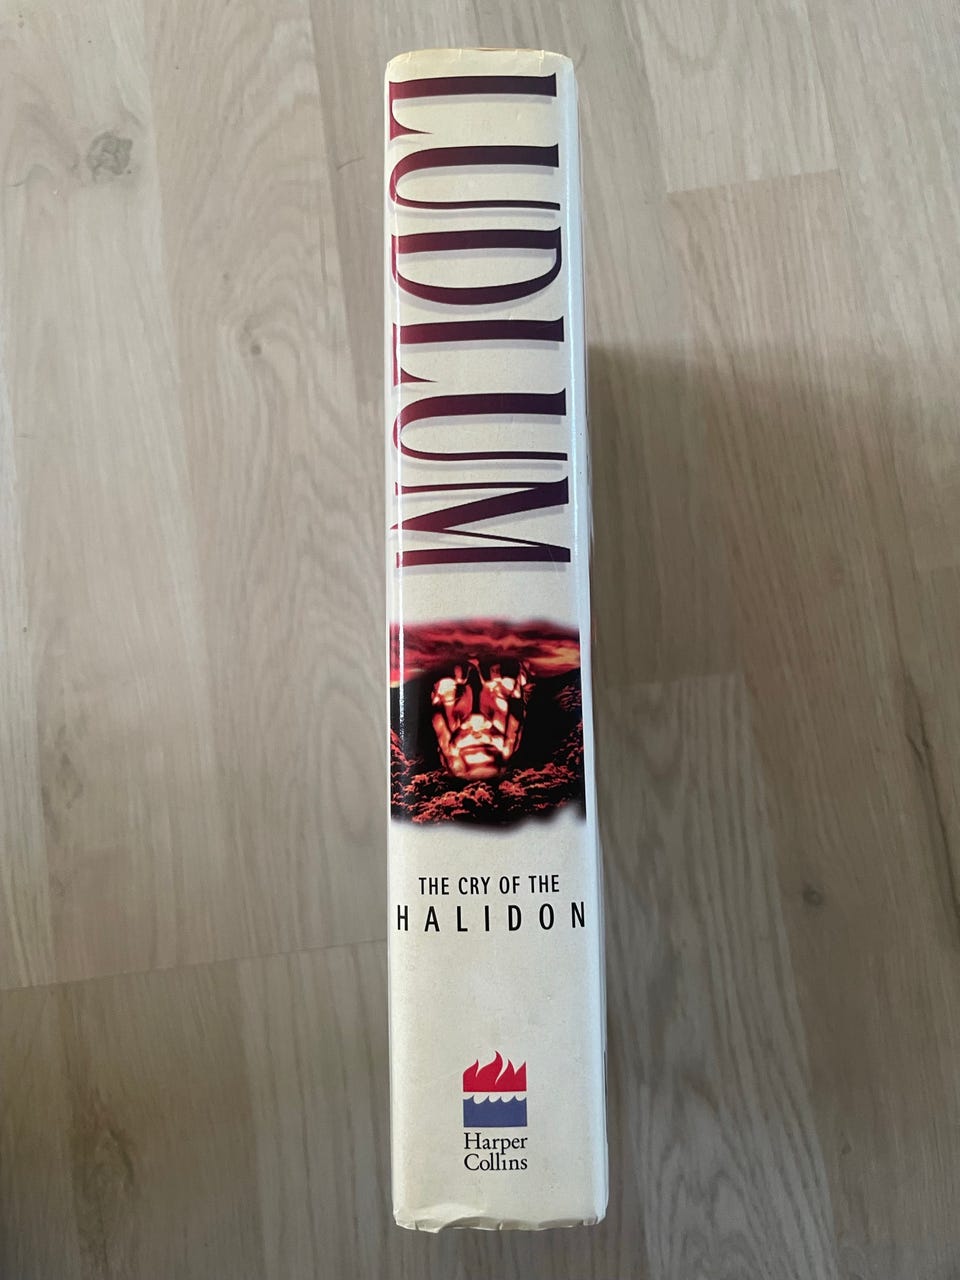 LUDLUM
THE CRY OF THE
HALIDON
Harper
Collins